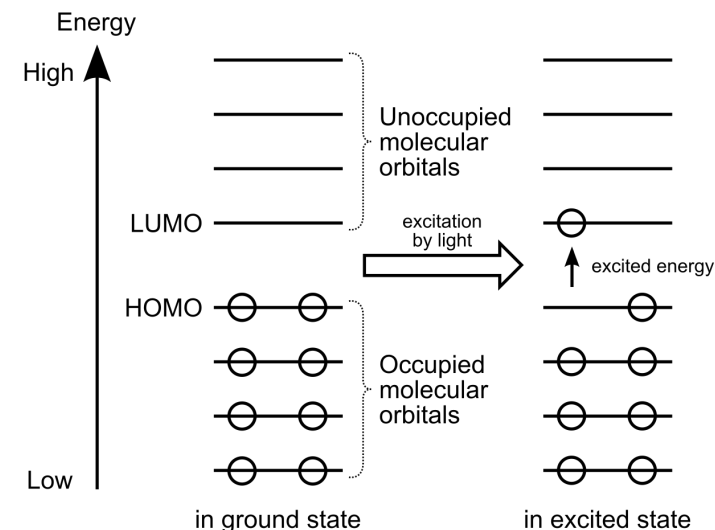 Energy
High
Unoccupied
molecular
orbitals
LUMO
excitation
by light
excited energy
HOMO
Occupied
molecular
orbitals
Low
in ground state
in excited state